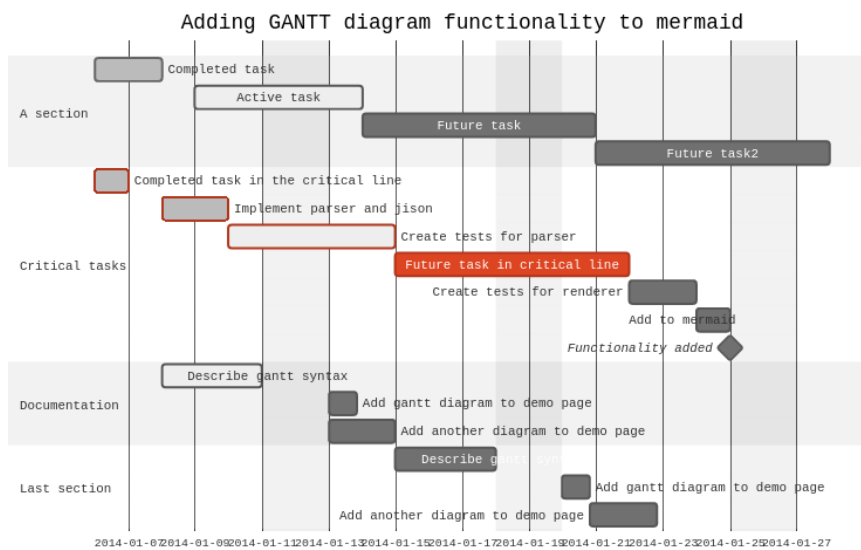 Adding GANTT diagram functionality to mermaid
Completed task
Active task
A section
Future task
Future task2
Completed task in the critical line
Implement parser and jison
Create tests for parser
Critical tasks
Future task in critical line
Create tests for renderer
Add to mermaid
Functionality added
Describe gantt syntax
Documentation
Add gantt diagram to demo page
Add another diagram to demo page
Describe gantt
Last section
Add gantt diagram to demo page
Add another diagram to demo page
2014-01-07 2014-01-09 2014-01-11 2014-01-13 2014-01-15 2014-01-17 2014-01-19 2014-01-21 2014-01-23 2014-01-25 2014-01-27